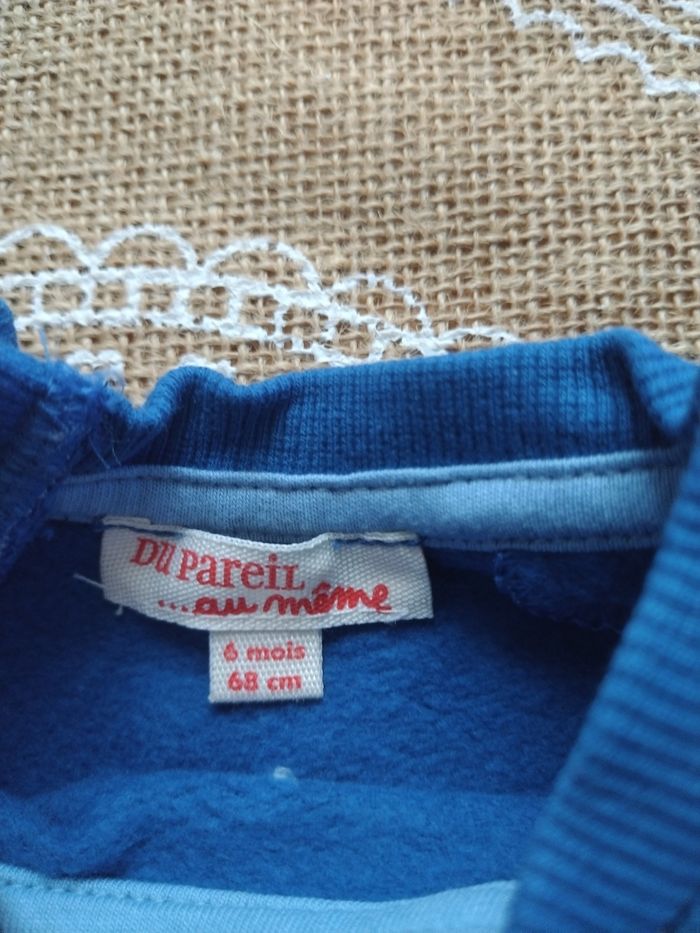 DU PareiL
...au même
6 mois
68 cm